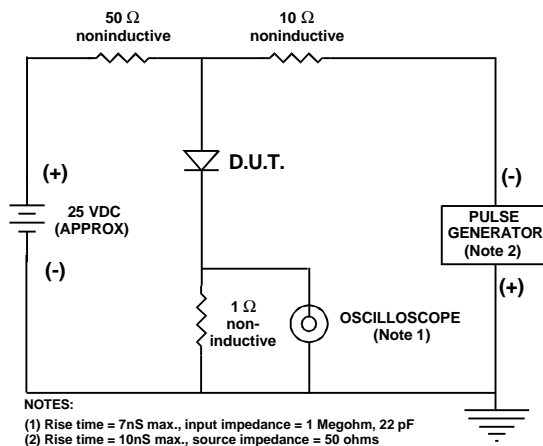 50 Ω
noninductive
10 Ω
noninductive
D.U.T.
(+)
25 VDC
(APPROX)
(-)
(-)
PULSE
GENERATOR
(Note 2)
(+)
1 Ω
non-
inductive
OSCILLOSCOPE
(Note 1)
NOTES:
(1) Rise time = 7nS max., input impedance = 1 Megohm, 22 pF
(2) Rise time = 10nS max., source impedance = 50 ohms